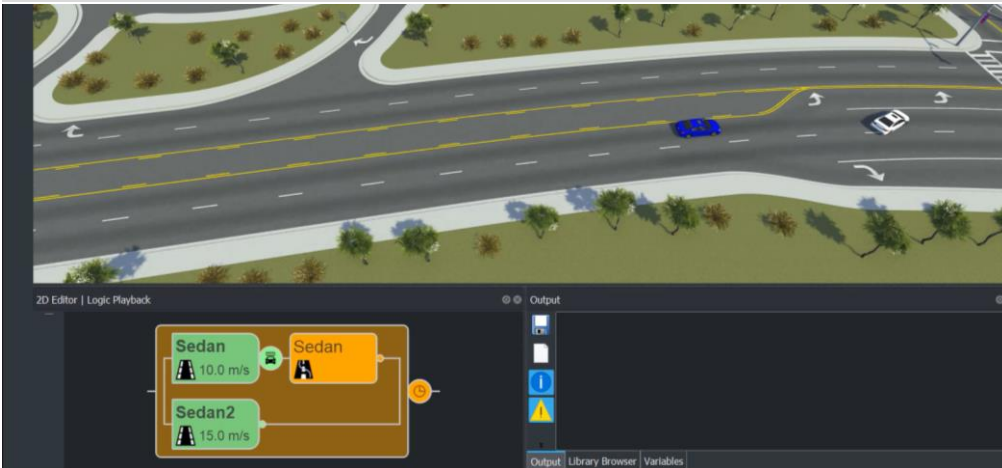 2D Editor | Logic Playback
Output
Sedan
10.0 m/s
Sedan
Sedan2
15.0 m/s
Output
Library Browser
Variables